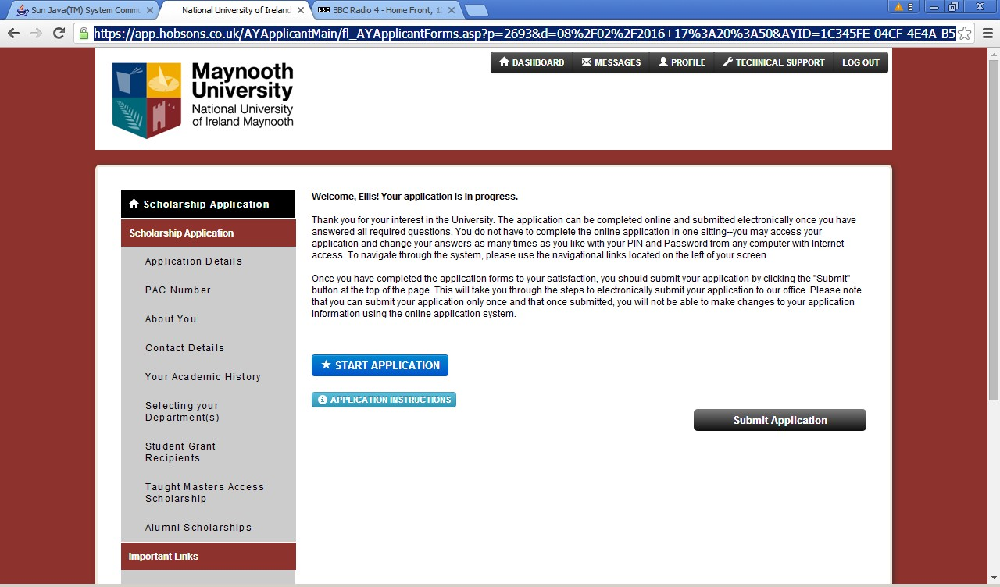 Sun Java(TM) System Commu
National University of Ireland
BBC BBC Radio 4 - Home Front, 1
E
https://app.hobsons.co.uk/AYApplicantMain/fl_AYApplicantForms.asp?p=2693&d=08%2F02%2F2016+17%3A20%3A50&AYID=1C345FE-04CF-4E4A-B5
DASHBOARD MESSAGES PROFILE TECHNICAL SUPPORT LOG OUT
Maynooth
University
National University
of Ireland Maynooth
Scholarship Application
Scholarship Application
Application Details
PAC Number
About You
Contact Details
Your Academic History
Selecting your
Department(s)
Student Grant
Recipients
Taught Masters Access
Scholarship
Alumni Scholarships
Important Links
Welcome, Eilis! Your application is in progress.
Thank you for your interest in the University. The application can be completed online and submitted electronically once you have
answered all required questions. You do not have to complete the online application in one sitting--you may access your
application and change your answers as many times as you like with your PIN and Password from any computer with Internet
access. To navigate through the system, please use the navigational links located on the left of your screen.
Once you have completed the application forms to your satisfaction, you should submit your application by clicking the "Submit"
button at the top of the page. This will take you through the steps to electronically submit your application to our office. Please note
that you can submit your application only once and that once submitted, you will not be able to make changes to your application
information using the online application system.
START APPLICATION
APPLICATION INSTRUCTIONS
Submit Application